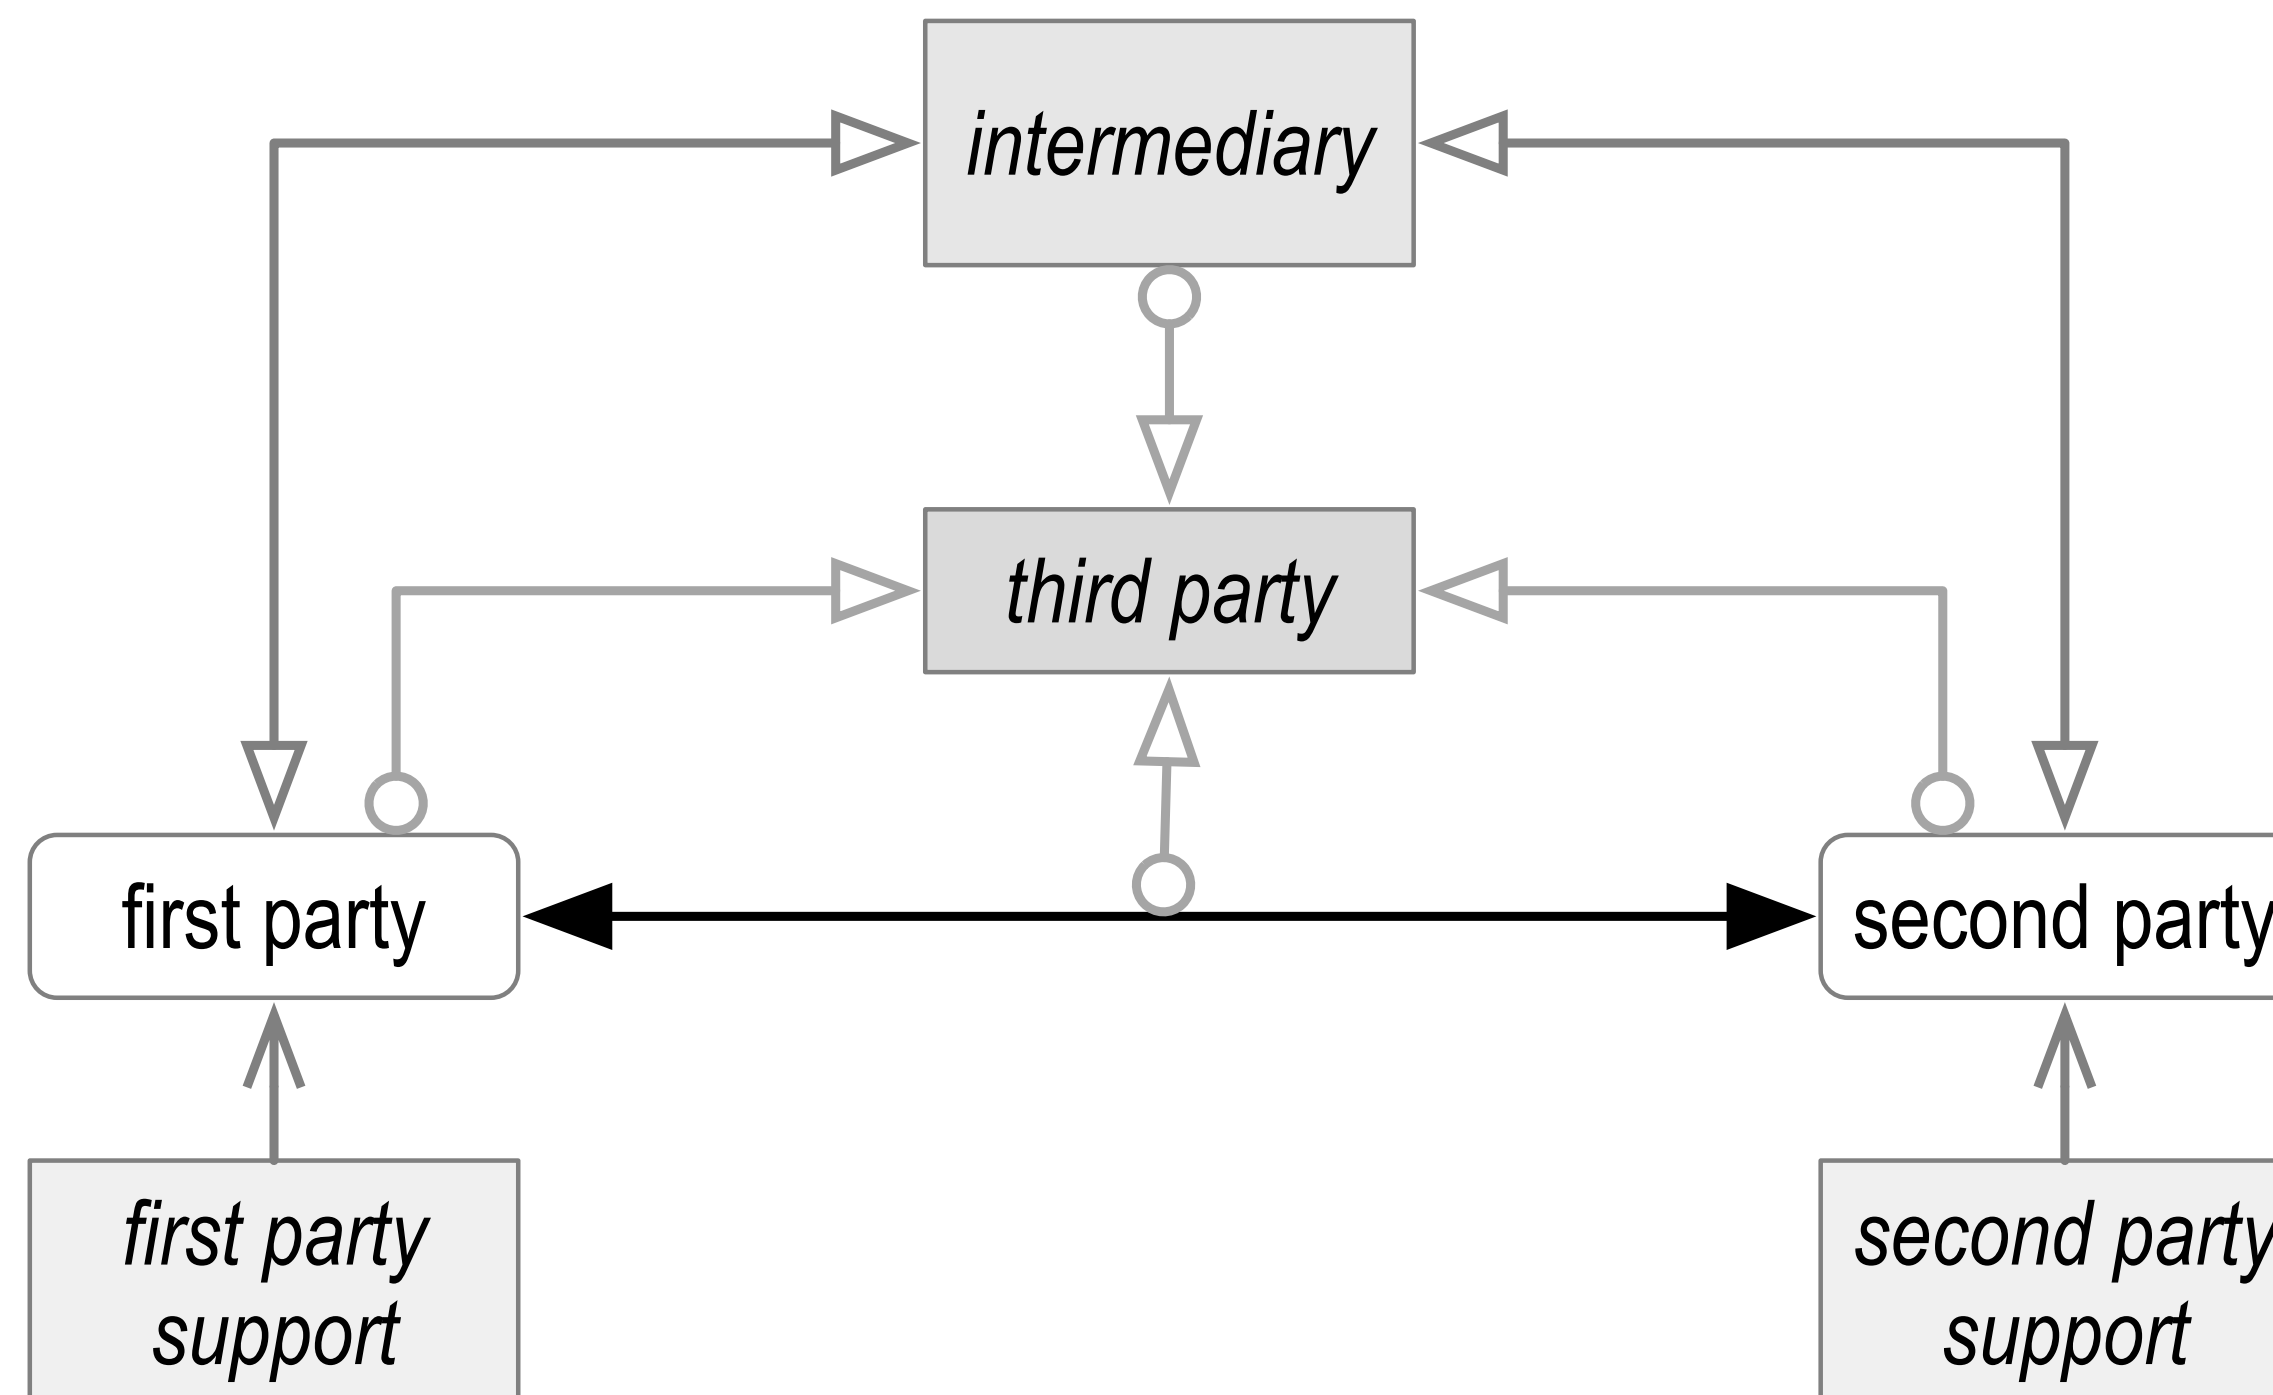 intermediary
third party
first party
second party
first party
support
second party
support